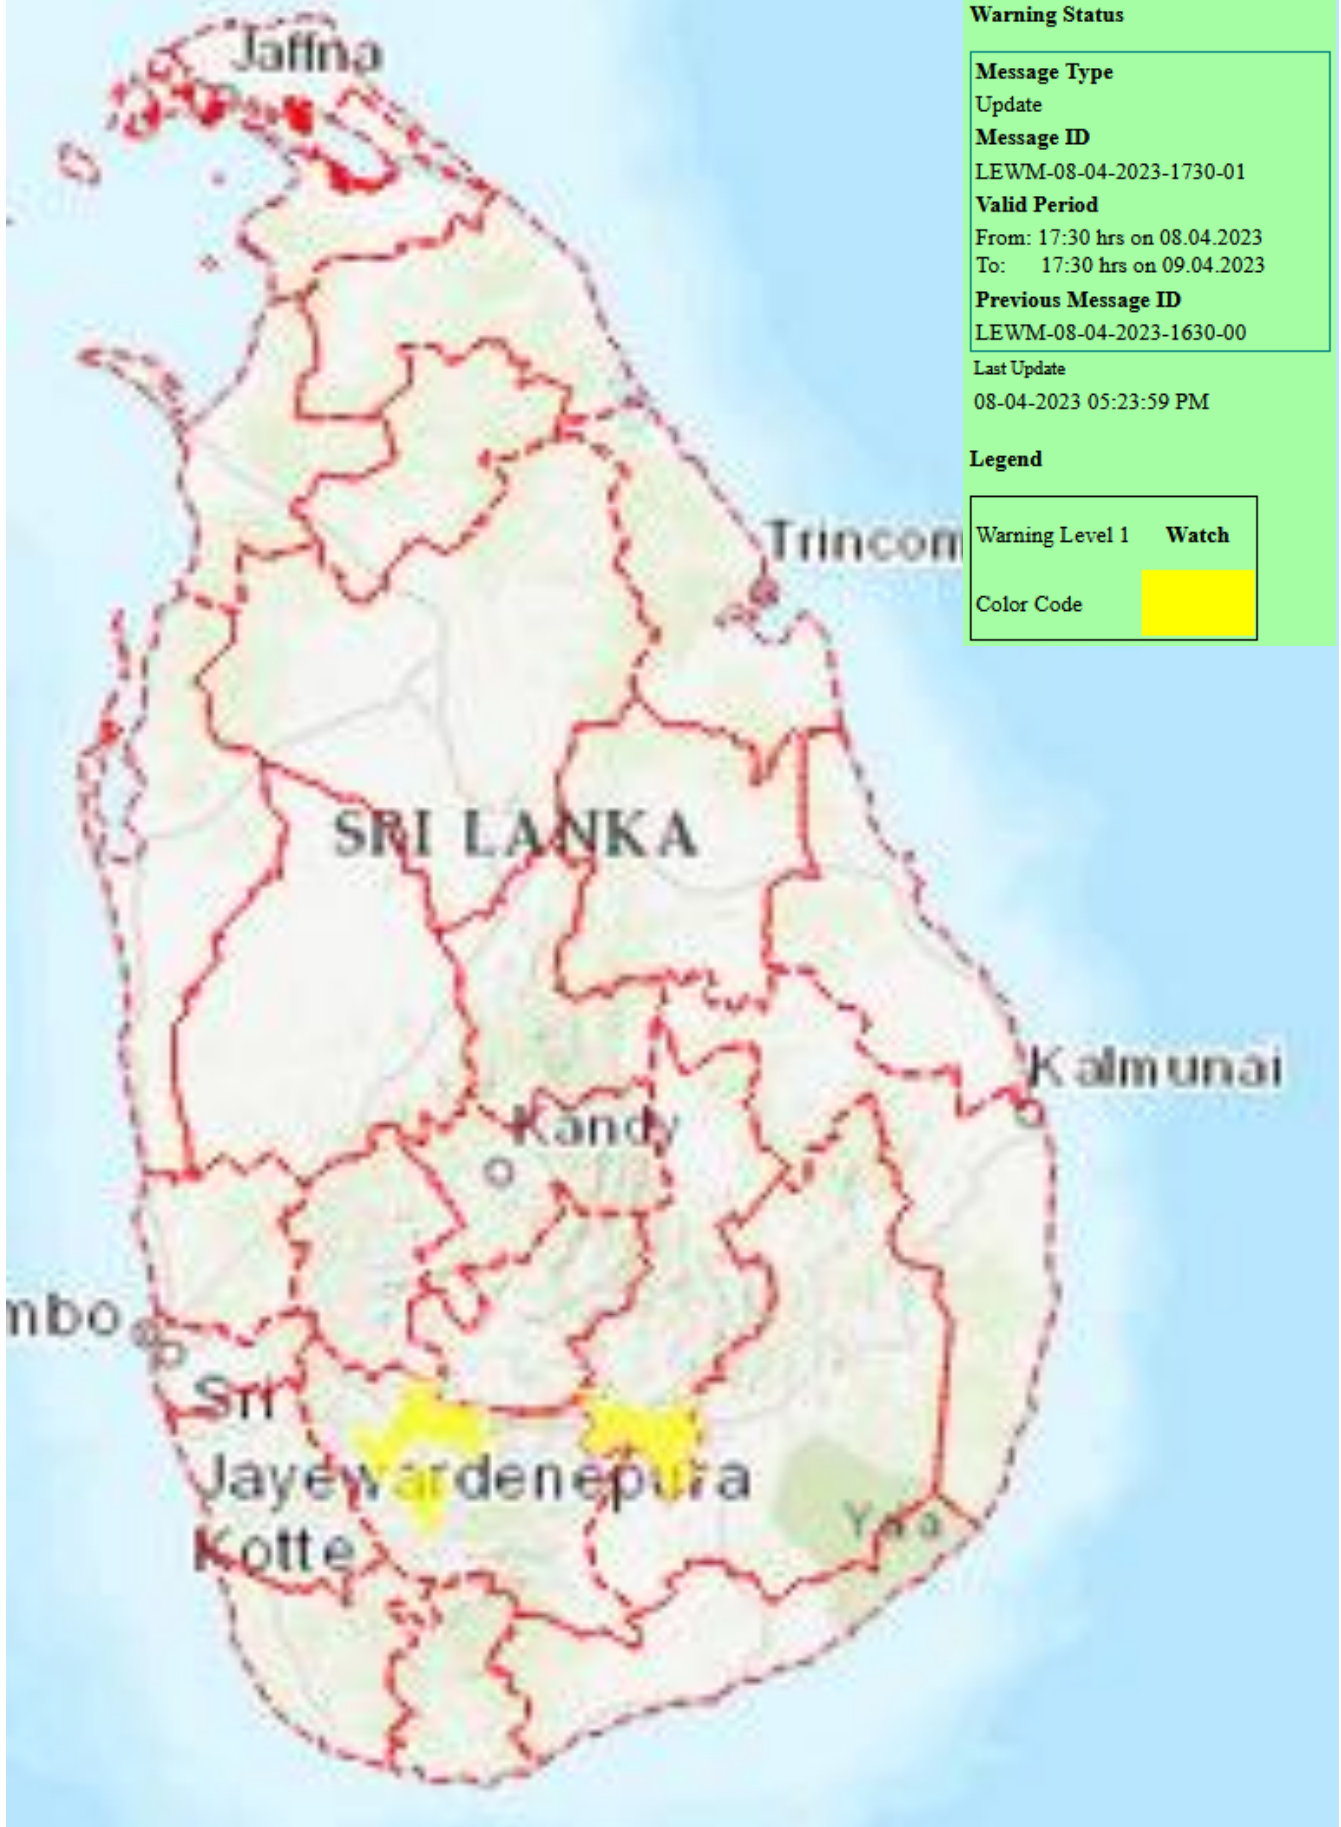 Warning Status
Message Type
Update
Message ID
LEWM-08-04-2023-1730-01
Valid Period
From: 17:30 hrs on 08.04.2023
To: 17:30 hrs on 09.04.2023
Previous Message ID
LEWM-08-04-2023-1630-00
Last Update
08-04-2023 05:23:59 PM
Legend
Warning Level 1 Watch
Color Code
Jaffna
Trincom
SRI LANKA
Kalmunai
Kandy
mbo
Sri
Jayewardenepura
Kotte